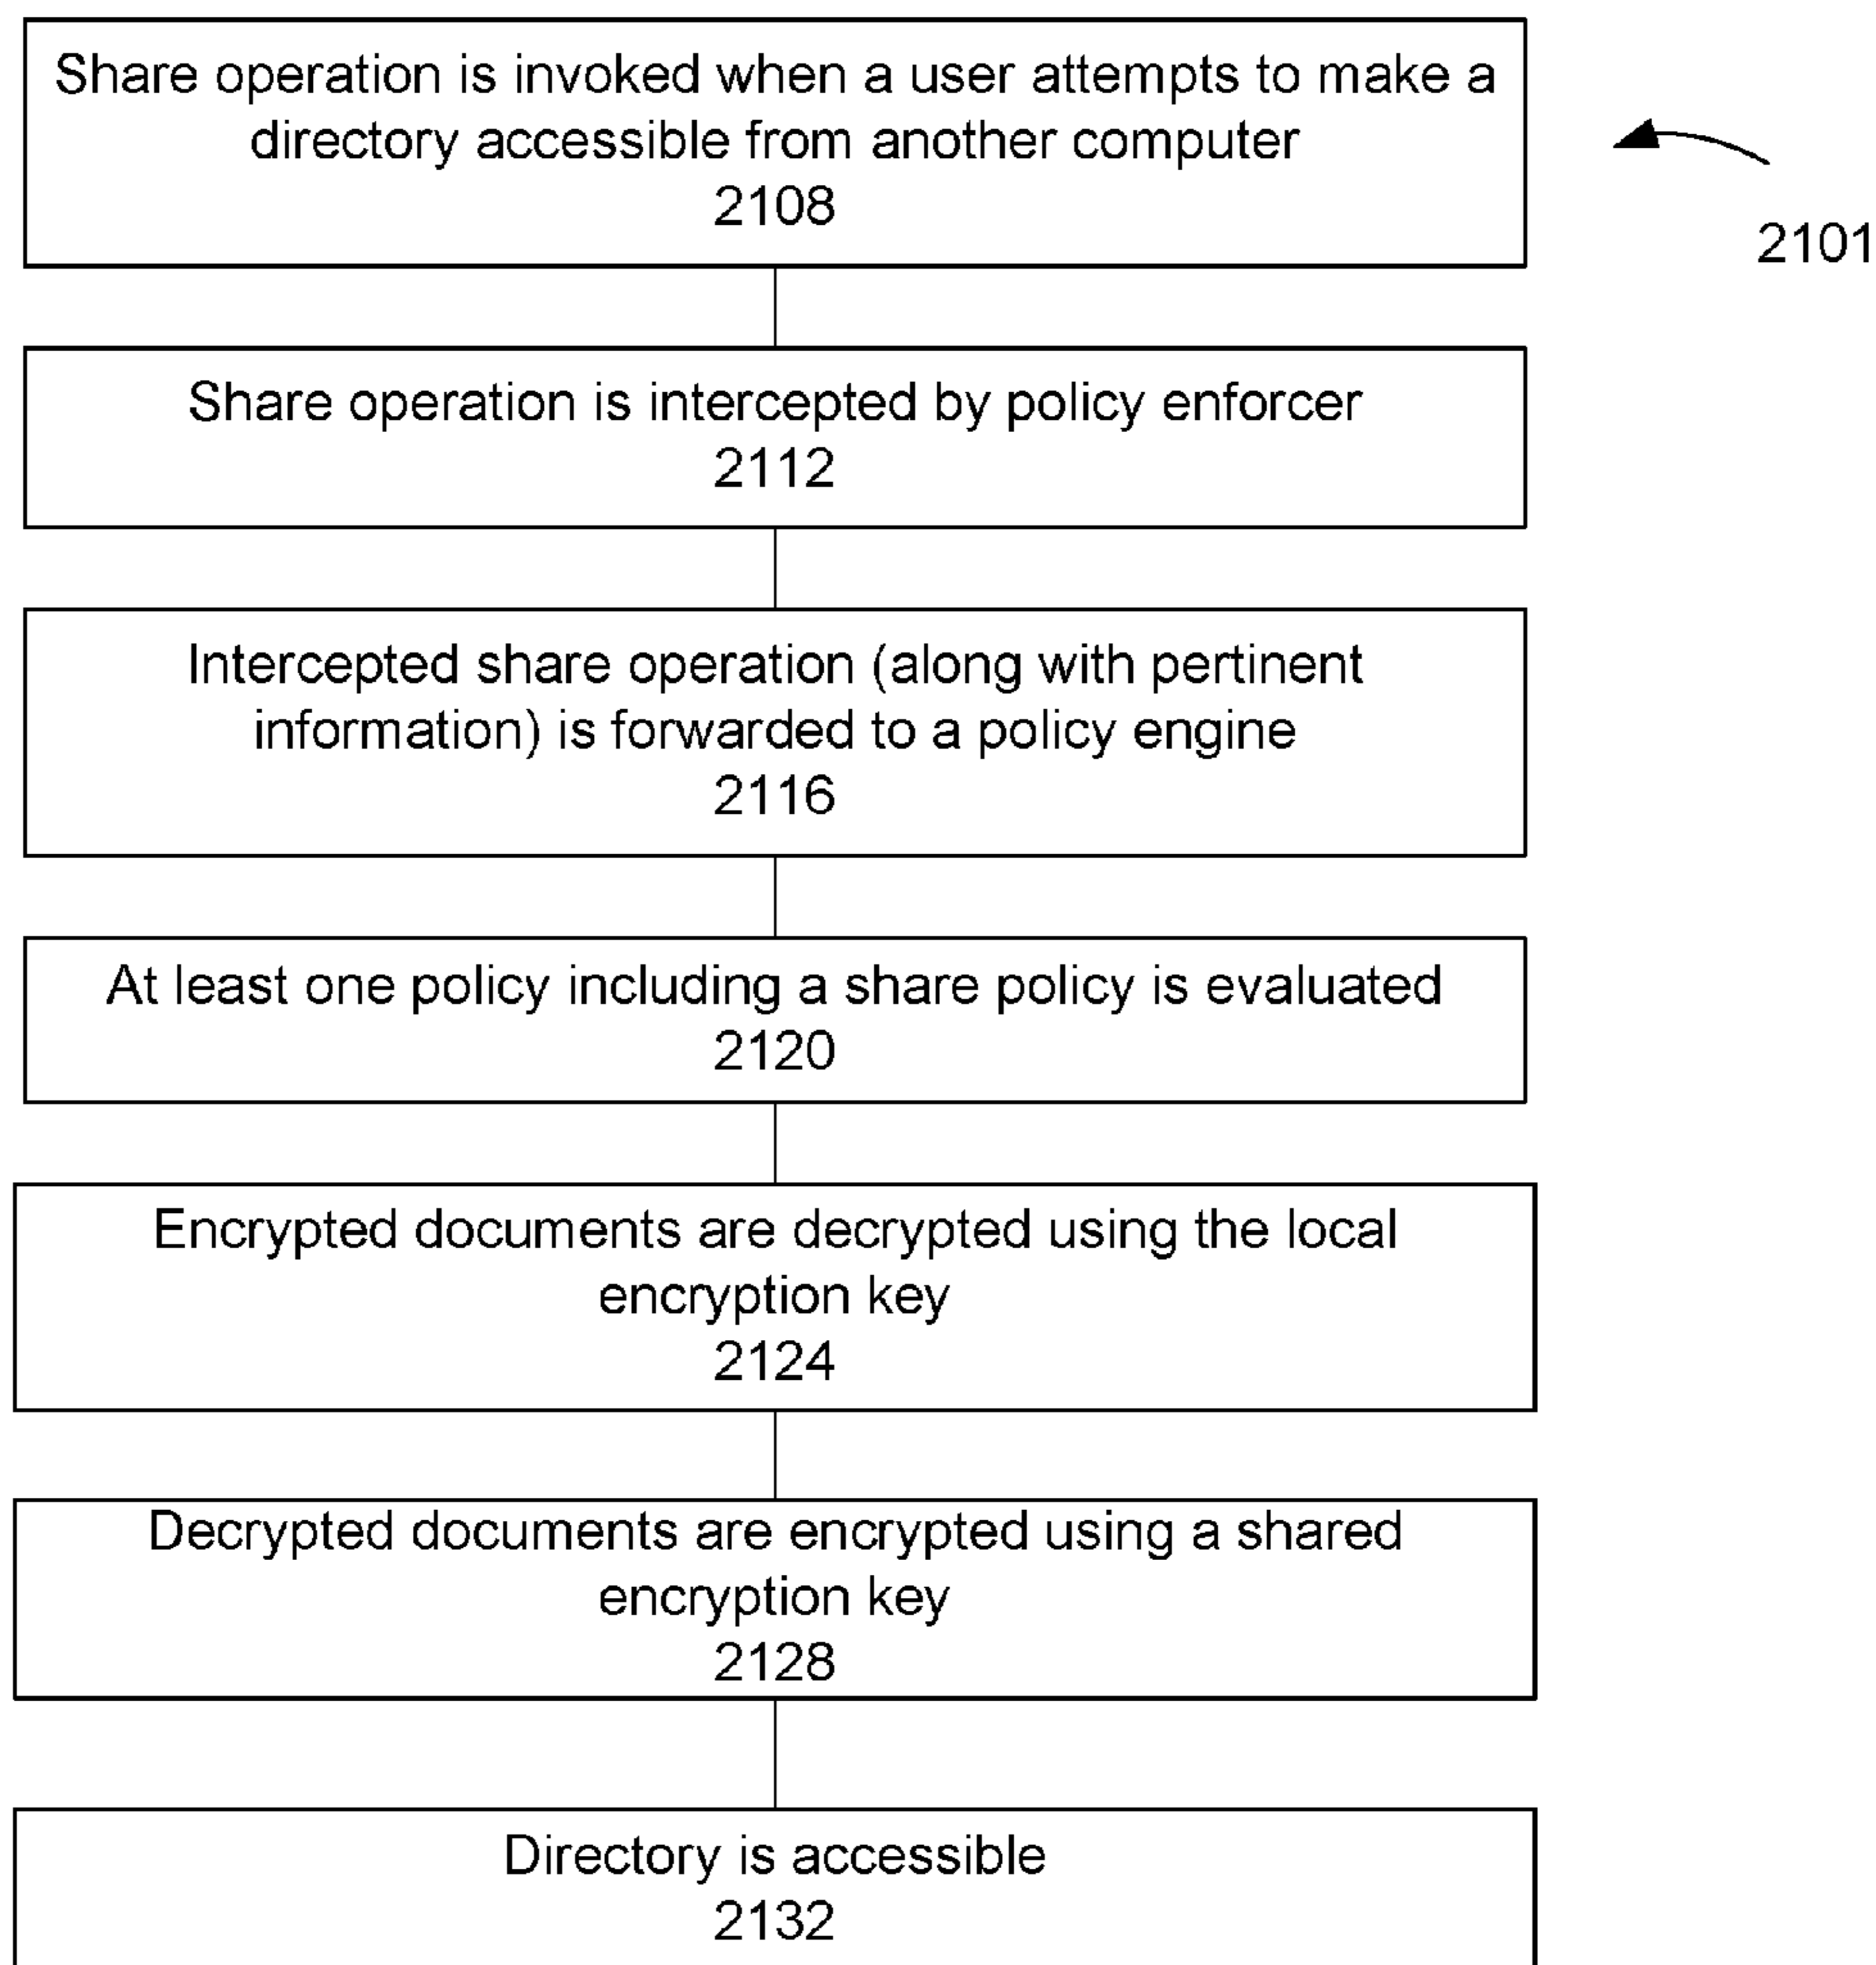 Share operation is invoked when a user attempts to make a
directory accessible from another computer
2108
2101
Share operation is intercepted by policy enforcer
2112
Intercepted share operation (along with pertinent
information) is forwarded to a policy engine
2116
At least one policy including a share policy is evaluated
2120
Encrypted documents are decrypted using the local
encryption key
2124
Decrypted documents are encrypted using a shared
encryption key
2128
Directory is accessible
2132